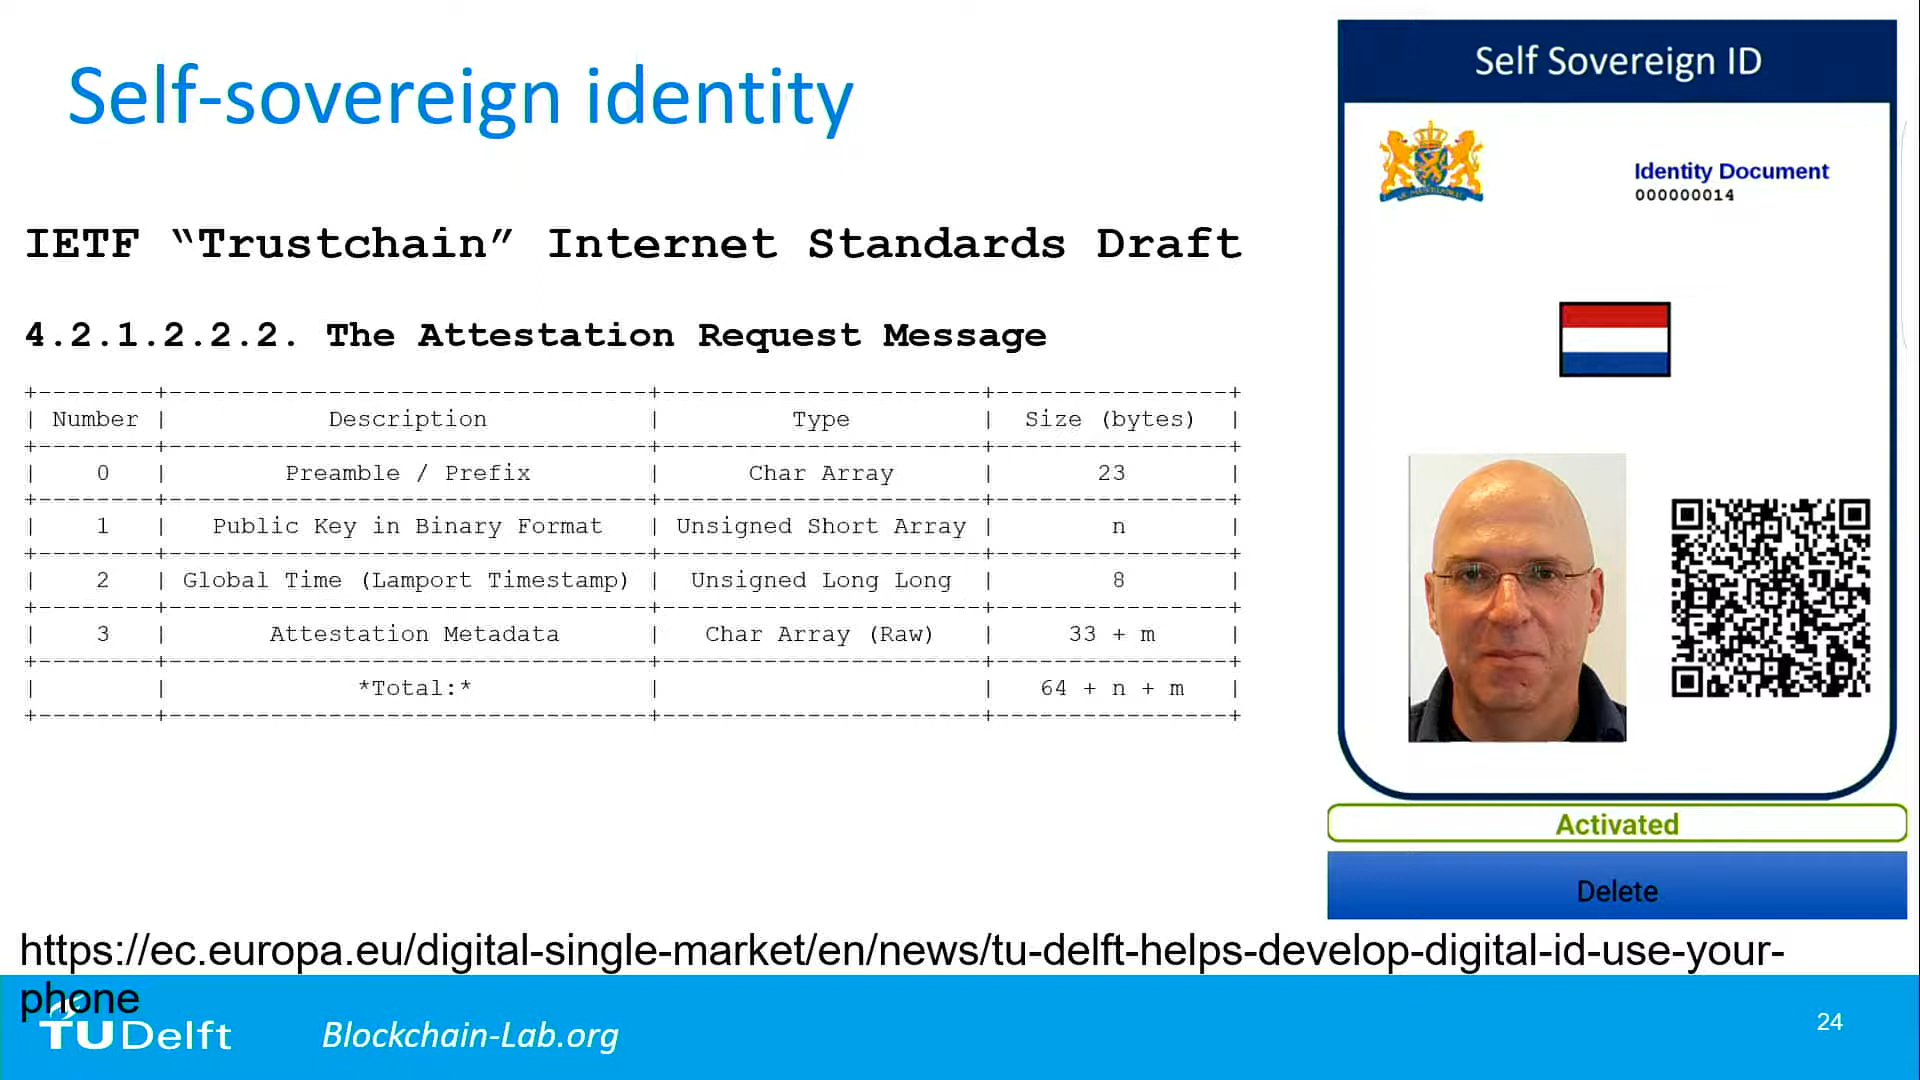 Self-sovereign identity
IETF “Trustchain” Internet Standards Draft
4.2.1.2.2.2. The Attestation Request Message
+--------+------------------------------+--------------------+---------------+
| Number | Description | Type | Size (bytes) |
| 0 | Preamble / Prefix | Char Array | 23 |
| 1 | Public Key in Binary Format | Unsigned Short Array | n |
| 2 | Global Time (Lamport Timestamp) | Unsigned Long Long | 8 |
| 3 | Attestation Metadata | Char Array (Raw) | 33 + m |
| | *Total:* | | 64 + n + m |
Self Sovereign ID
Identity Document
000000014
Activated
Delete
https://ec.europa.eu/digital-single-market/en/news/tu-delft-helps-develop-digital-id-use-your-
phone
TUDelft
Blockchain-Lab.org
24